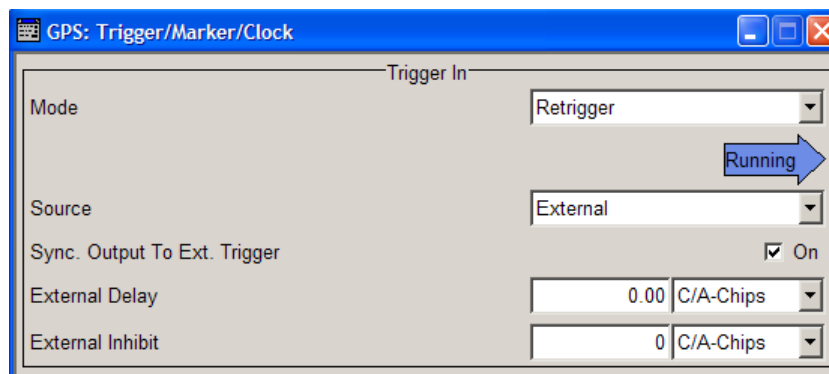 GPS: Trigger/Marker/Clock
Trigger In
Mode Retrigger
Running
Source External
Sync. Output To Ext. Trigger On
External Delay 0.00 C/A-Chips
External Inhibit 0 C/A-Chips